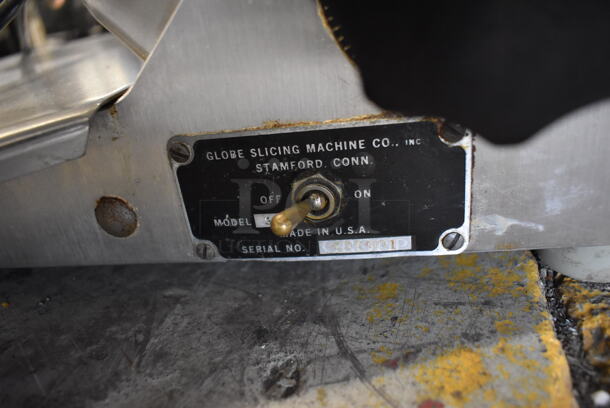 GLOBE SLICING MACHINE CO., INC
STAMFORD, CONN.
OFF ON
MODEL
MADE IN U.S.A.
SERIAL NO.